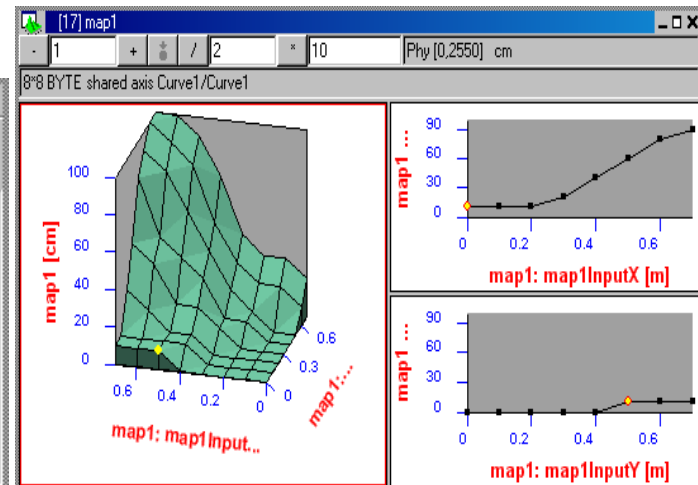 [17] map1
- 1 + / 2 * 10 Phy [0,2550] cm
8*8 BYTE shared axis Curve1/Curve1
100
80
60
40
20
0
map1 [cm]
0.6 0.4 0.2 0
map1: map1Input...
0 0.3 0.6
map1:...
90
60
30
0
map1 ...
0 0.2 0.4 0.6
map1: map1InputX [m]
90
60
30
0
map1 ...
0 0.2 0.4 0.6
map1: map1InputY [m]